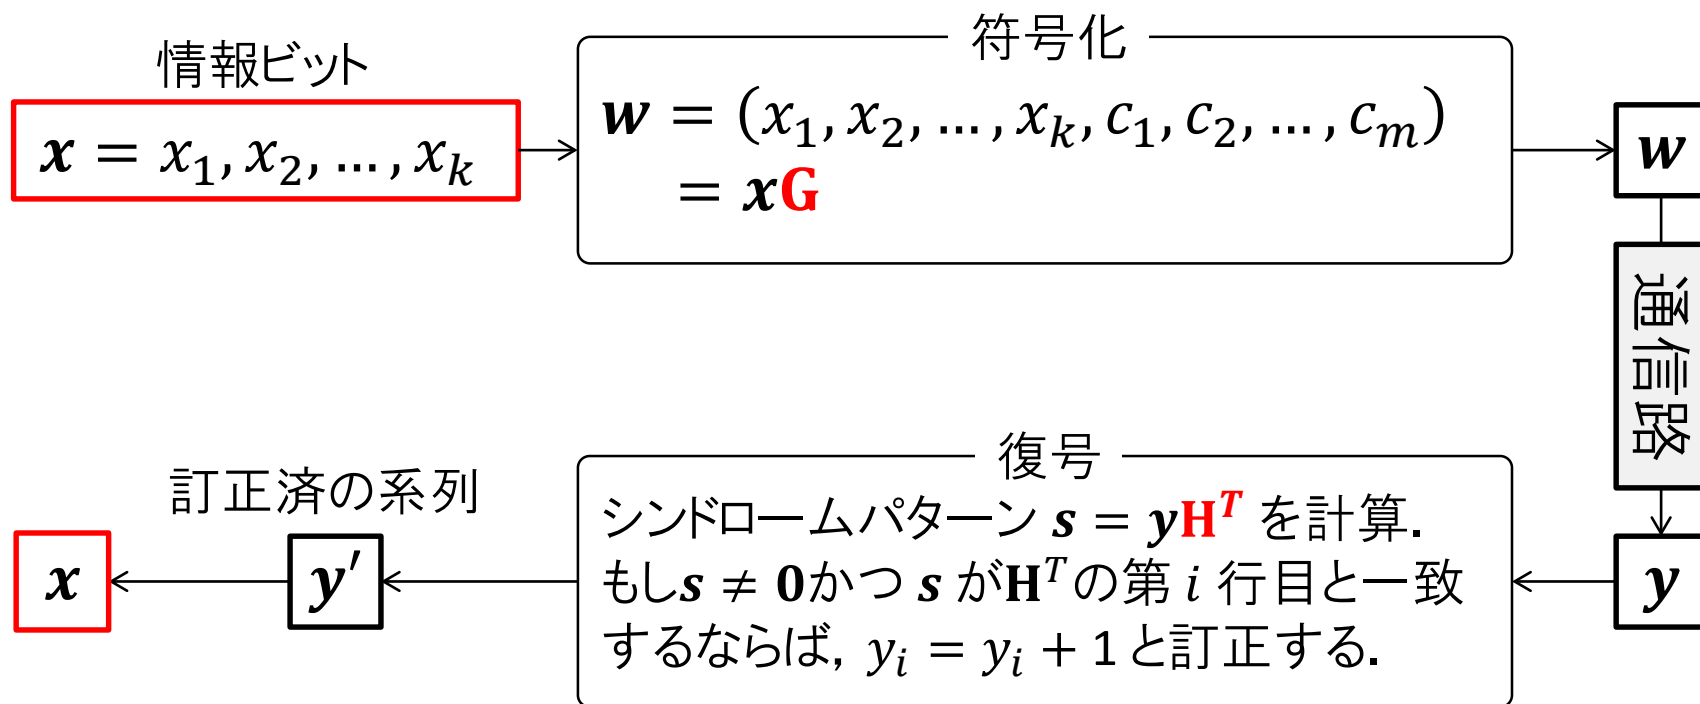 情報ビット
x = x₁, x₂, …, xₖ
符号化
w = (x₁, x₂, …, xₖ, c₁, c₂, …, cₘ)
= xG
w
通信路
y
復号
シンドロームパターン s = yHᵀ を計算.
もしs ≠ 0かつ s がHᵀの第 i 行目と一致
するならば, yᵢ = yᵢ + 1 と訂正する.
訂正済の系列
y′
x